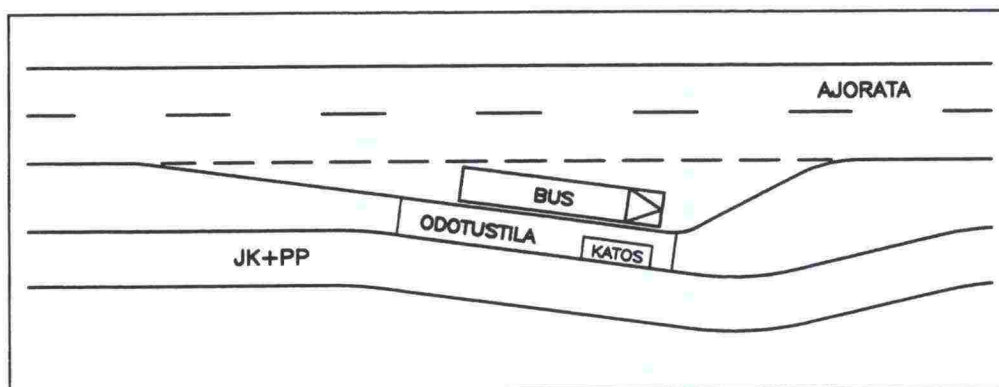 AJORATA
BUS
ODOTUSTILA
KATOS
JK+PP